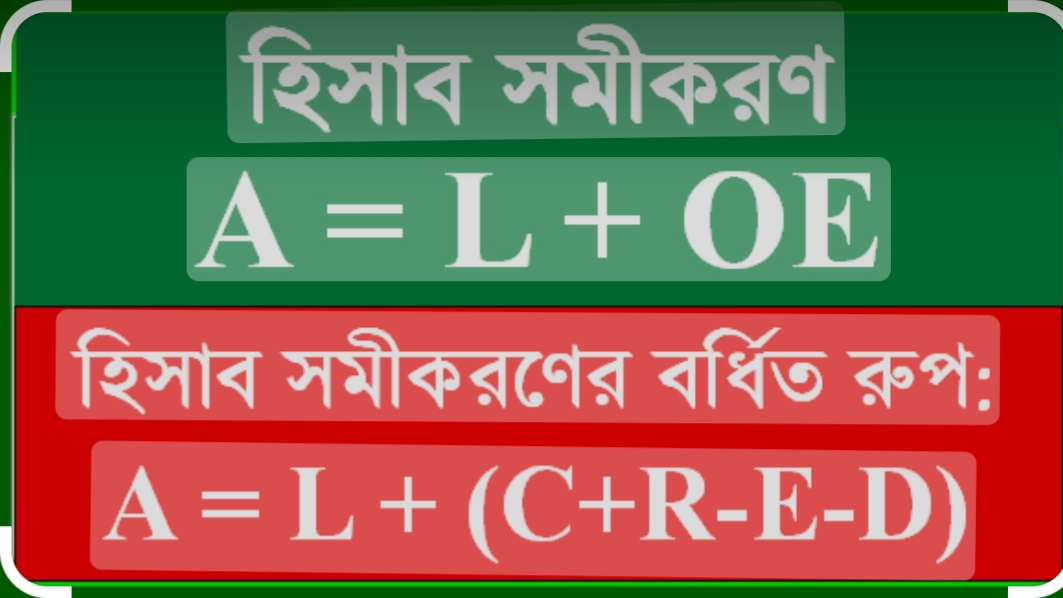 হিসাব সমীকরণ
A = L + OE
হিসাব সমীকরণের বর্ধিত রুপ:
A = L + (C+R-E-D)